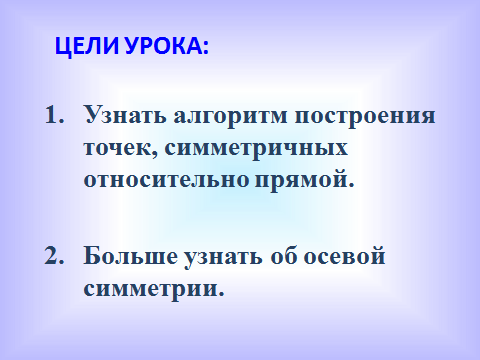 ЦЕЛИ УРОКА:
1. Узнать алгоритм построения
точек, симметричных
относительно прямой.
2. Больше узнать об осевой
симметрии.